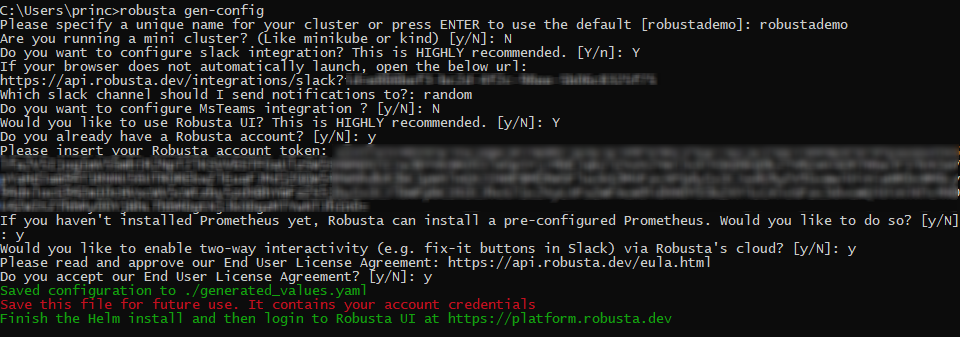 C:\Users\princ>robusta gen-config
Please specify a unique name for your cluster or press ENTER to use the default [robustademo]: robustademo
Are you running a mini cluster? (Like minikube or kind) [y/N]: N
Do you want to configure slack integration? This is HIGHLY recommended. [Y/n]: Y
If your browser does not automatically launch, open the below url:
https://api.robusta.dev/integrations/slack?
Which slack channel should I send notifications to?: random
Do you want to configure MsTeams integration ? [y/N]: N
Would you like to use Robusta UI? This is HIGHLY recommended. [y/N]: Y
Do you already have a Robusta account? [y/N]: y
Please insert your Robusta account token:
If you haven't installed Prometheus yet, Robusta can install a pre-configured Prometheus. Would you like to do so? [y/N]
: y
Would you like to enable two-way interactivity (e.g. fix-it buttons in Slack) via Robusta's cloud? [y/N]: y
Please read and approve our End User License Agreement: https://api.robusta.dev/eula.html
Do you accept our End User License Agreement? [y/N]: y
Saved configuration to ./generated_values.yaml
Save this file for future use. It contains your account credentials
Finish the Helm install and then login to Robusta UI at https://platform.robusta.dev